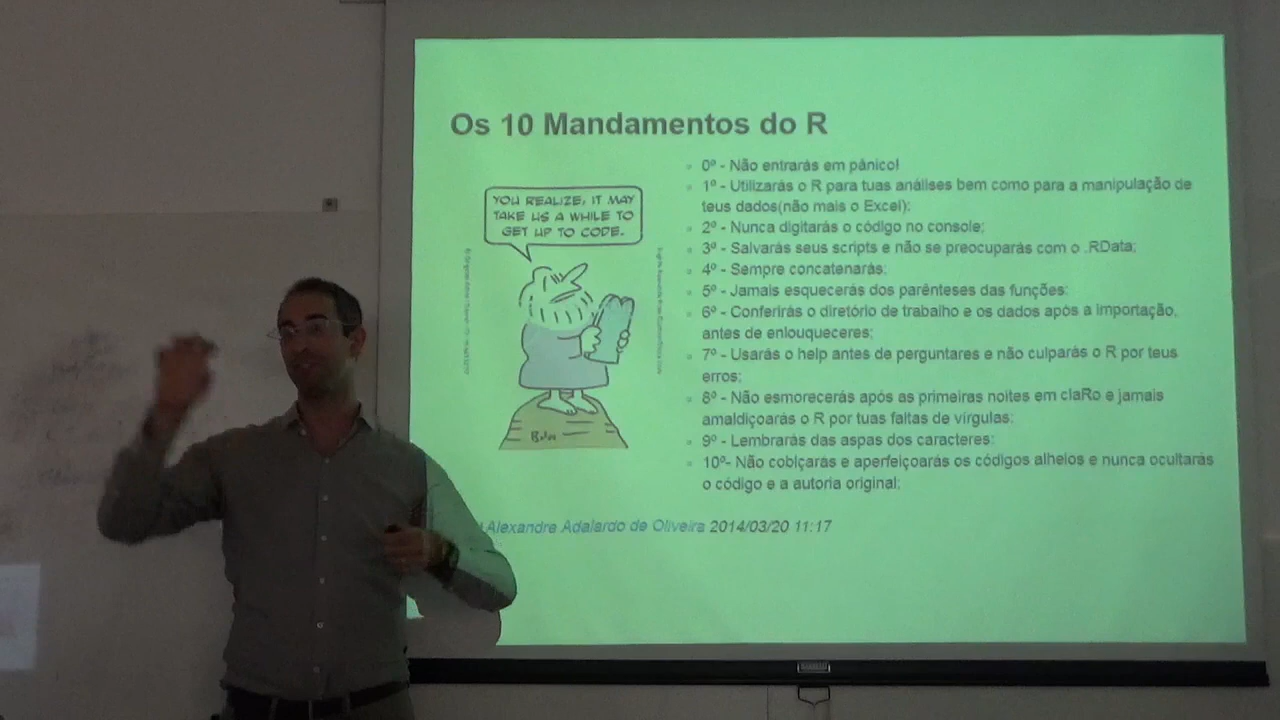 Os 10 Mandamentos do R
YOU REALIZE, IT MAY
TAKE US A WHILE TO
GET UP TO CODE.
0º - Não entrarás em pânico!
1º - Utilizarás o R para tuas análises bem como para a manipulação de
teus dados(não mais o Excel);
2º - Nunca digitarás o código no console;
3º - Salvarás seus scripts e não se preocuparás com o .RData;
4º - Sempre concatenarás;
5º - Jamais esquecerás dos parênteses das funções;
6º - Conferirás o diretório de trabalho e os dados após a importação,
antes de enlouqueceres;
7º - Usarás o help antes de perguntares e não culparás o R por teus
erros;
8º - Não esmorecerás após as primeiras noites em claRo e jamais
amaldiçoarás o R por tuas faltas de vírgulas;
9º - Lembrarás das aspas dos caracteres;
10º- Não cobiçarás e aperfeiçoarás os códigos alheios e nunca ocultarás
o código e a autoria original;
Alexandre Adalardo de Oliveira 2014/03/20 11:17